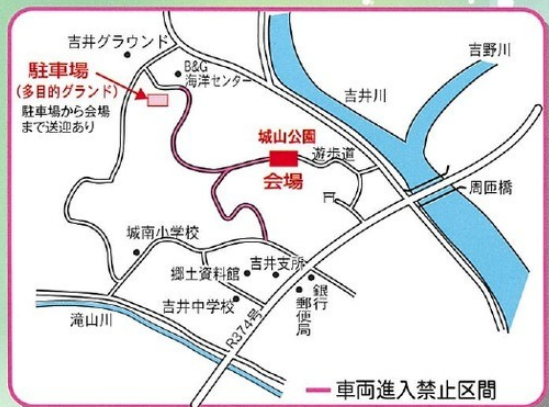 吉井グラウンド
吉野川
駐車場
(多目的グランド)
駐車場から会場
まで送迎あり
B&G
海洋センター
吉井川
城山公園
会場
遊歩道
周匝橋
城南小学校
郷土資料館
吉井支所
銀行
郵便局
吉井中学校
滝山川
R374号
車両進入禁止区間